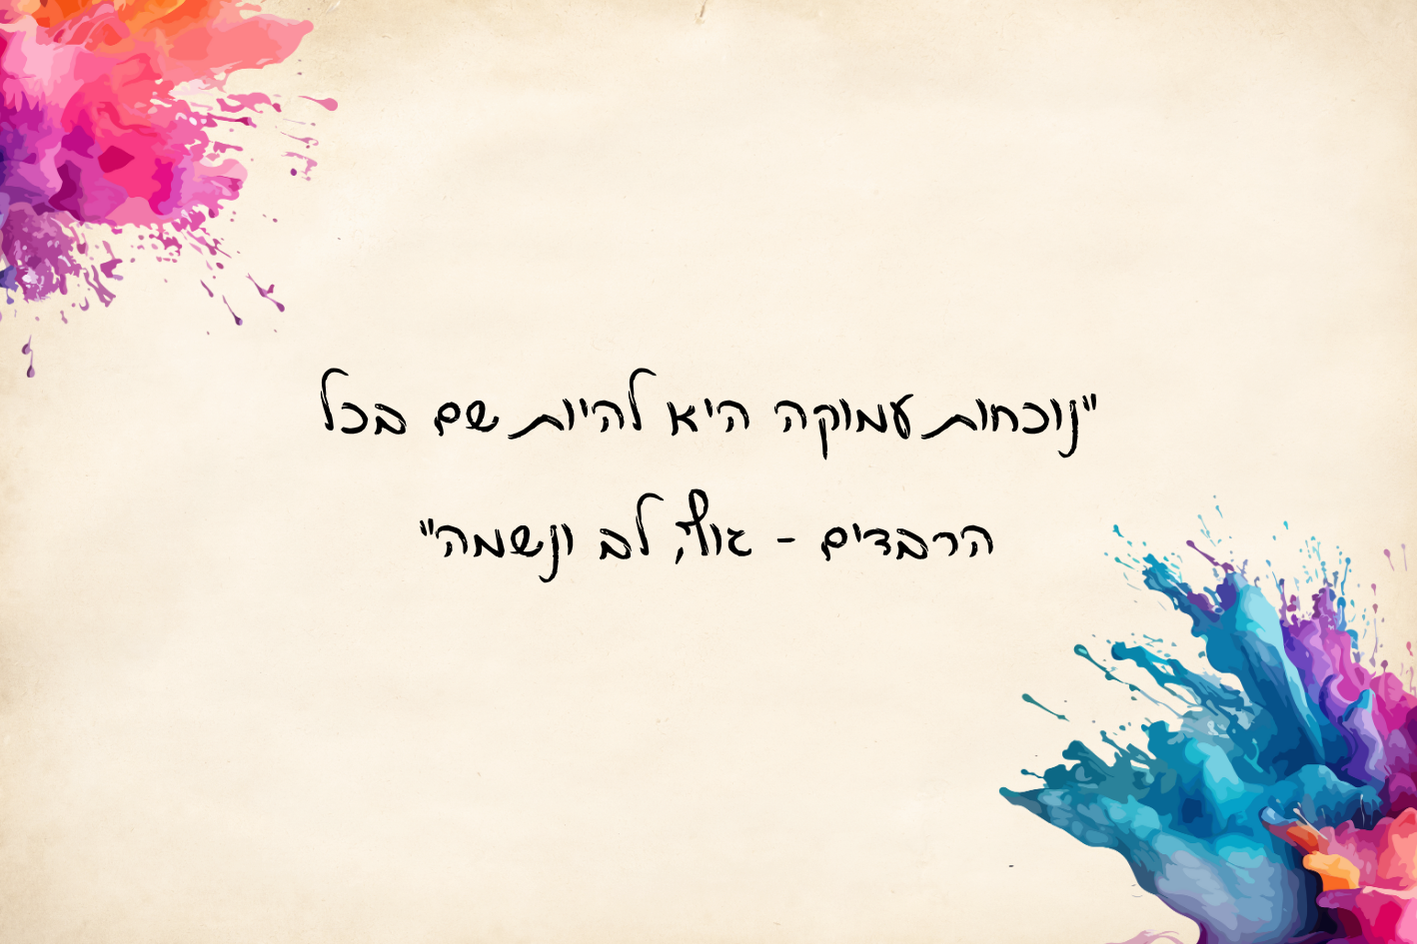 "נוכחות עמוקה היא להיות שם בכל
הרבדים - גוף, לב ונשמה"